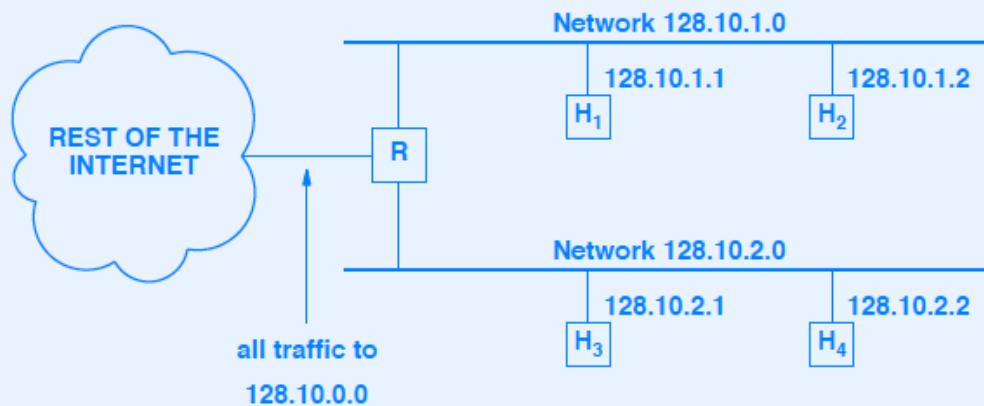 Network 128.10.1.0
128.10.1.1
128.10.1.2
H1
H2
REST OF THE
INTERNET
R
Network 128.10.2.0
128.10.2.1
128.10.2.2
H3
H4
all traffic to
128.10.0.0